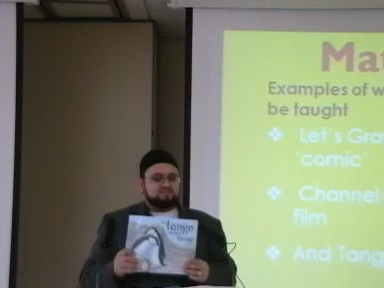 Mat
Examples of w
be taught
❖ Let's Gro
'comic'
❖ Channel
film
❖ And Tang
tango